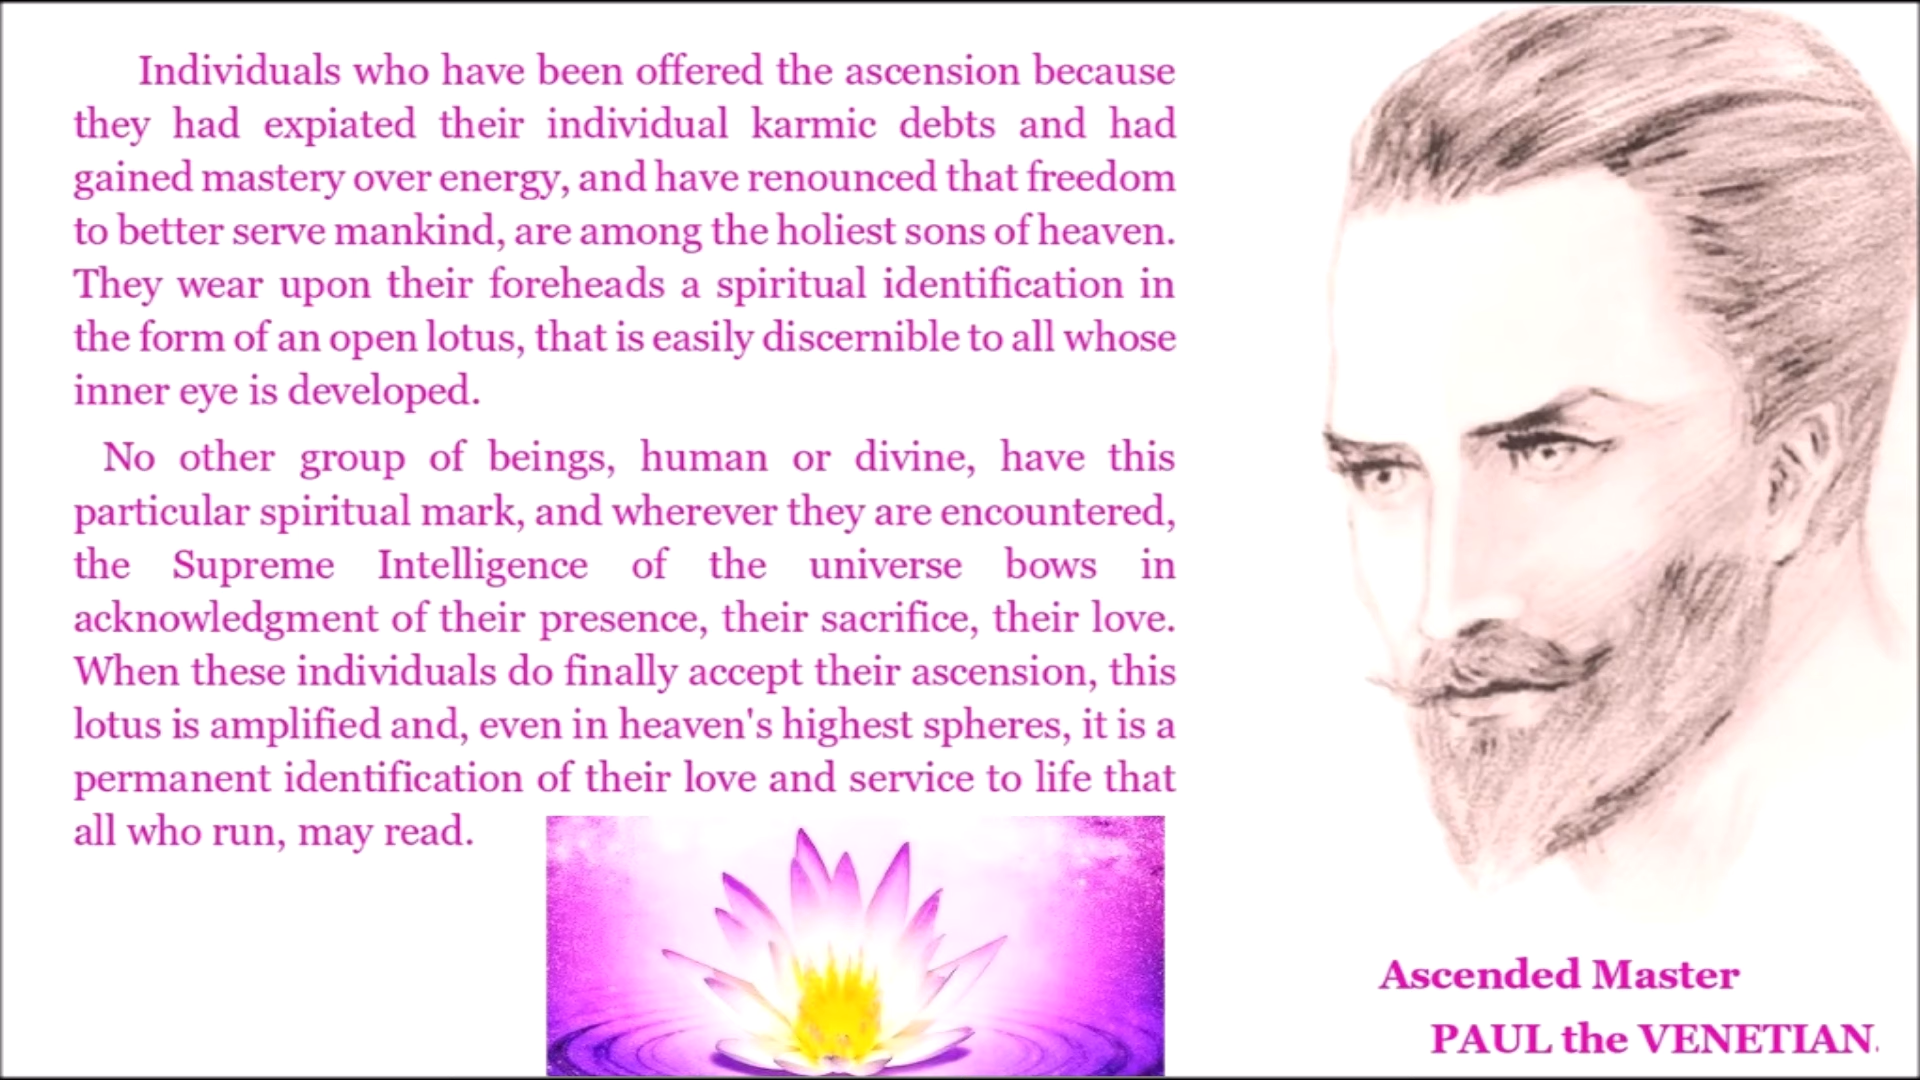 Individuals who have been offered the ascension because
they had expiated their individual karmic debts and had
gained mastery over energy, and have renounced that freedom
to better serve mankind, are among the holiest sons of heaven.
They wear upon their foreheads a spiritual identification in
the form of an open lotus, that is easily discernible to all whose
inner eye is developed.
No other group of beings, human or divine, have this
particular spiritual mark, and wherever they are encountered,
the Supreme Intelligence of the universe bows in
acknowledgment of their presence, their sacrifice, their love.
When these individuals do finally accept their ascension, this
lotus is amplified and, even in heaven's highest spheres, it is a
permanent identification of their love and service to life that
all who run, may read.
Ascended Master
PAUL the VENETIAN.